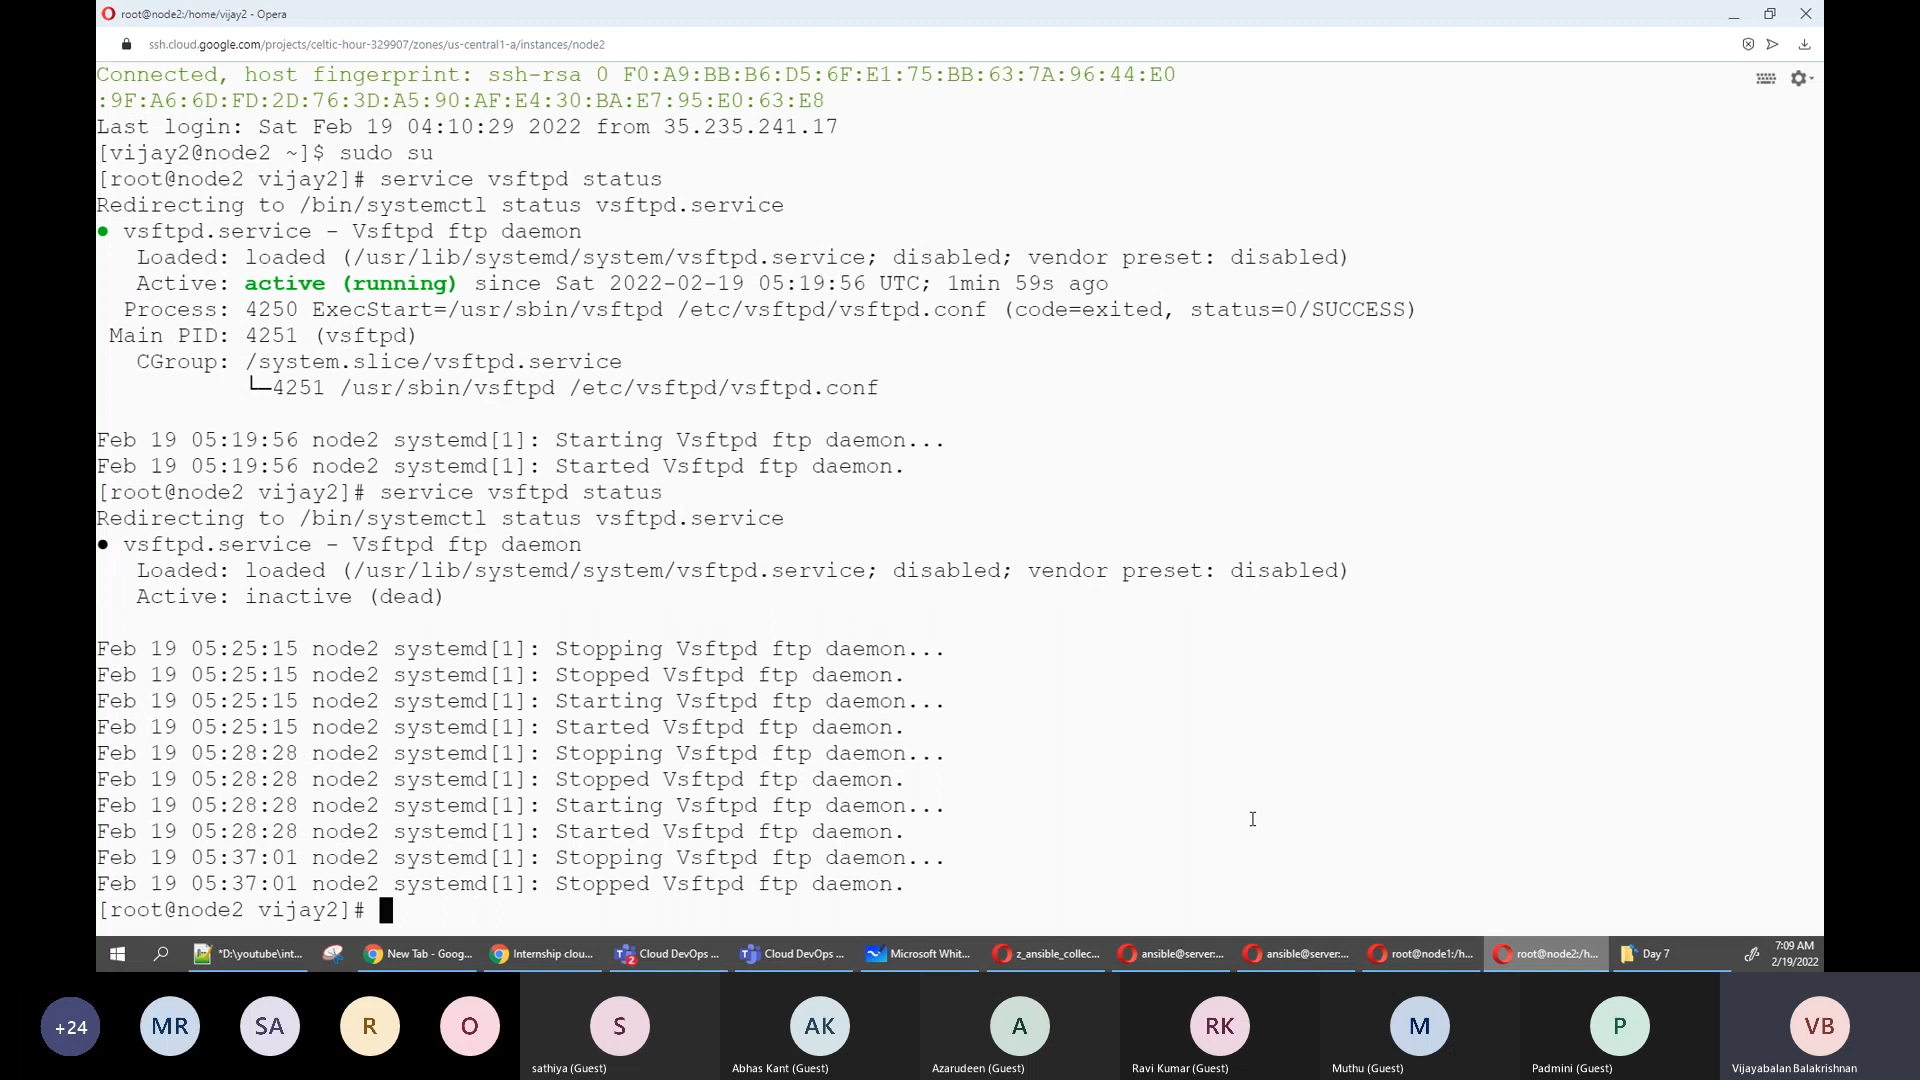 root@node2:/home/vijay2 - Opera
ssh.cloud.google.com/projects/celtic-hour-329907/zones/us-central1-a/instances/node2
Connected, host fingerprint: ssh-rsa 0 F0:A9:BB:B6:D5:6F:E1:75:BB:63:7A:96:44:E0
:9F:A6:6D:FD:2D:76:3D:A5:90:AF:E4:30:BA:E7:95:E0:63:E8
Last login: Sat Feb 19 04:10:29 2022 from 35.235.241.17
[vijay2@node2 ~]$ sudo su
[root@node2 vijay2]# service vsftpd status
Redirecting to /bin/systemctl status vsftpd.service
● vsftpd.service - Vsftpd ftp daemon
   Loaded: loaded (/usr/lib/systemd/system/vsftpd.service; disabled; vendor preset: disabled)
   Active: active (running) since Sat 2022-02-19 05:19:56 UTC; 1min 59s ago
  Process: 4250 ExecStart=/usr/sbin/vsftpd /etc/vsftpd/vsftpd.conf (code=exited, status=0/SUCCESS)
 Main PID: 4251 (vsftpd)
   CGroup: /system.slice/vsftpd.service
           └─4251 /usr/sbin/vsftpd /etc/vsftpd/vsftpd.conf
Feb 19 05:19:56 node2 systemd[1]: Starting Vsftpd ftp daemon...
Feb 19 05:19:56 node2 systemd[1]: Started Vsftpd ftp daemon.
[root@node2 vijay2]# service vsftpd status
Redirecting to /bin/systemctl status vsftpd.service
● vsftpd.service - Vsftpd ftp daemon
   Loaded: loaded (/usr/lib/systemd/system/vsftpd.service; disabled; vendor preset: disabled)
   Active: inactive (dead)
Feb 19 05:25:15 node2 systemd[1]: Stopping Vsftpd ftp daemon...
Feb 19 05:25:15 node2 systemd[1]: Stopped Vsftpd ftp daemon.
Feb 19 05:25:15 node2 systemd[1]: Starting Vsftpd ftp daemon...
Feb 19 05:25:15 node2 systemd[1]: Started Vsftpd ftp daemon.
Feb 19 05:28:28 node2 systemd[1]: Stopping Vsftpd ftp daemon...
Feb 19 05:28:28 node2 systemd[1]: Stopped Vsftpd ftp daemon.
Feb 19 05:28:28 node2 systemd[1]: Starting Vsftpd ftp daemon...
Feb 19 05:28:28 node2 systemd[1]: Started Vsftpd ftp daemon.
Feb 19 05:37:01 node2 systemd[1]: Stopping Vsftpd ftp daemon...
Feb 19 05:37:01 node2 systemd[1]: Stopped Vsftpd ftp daemon.
[root@node2 vijay2]#
*D:\youtube\int... New Tab - Goog... Internship clou... 2 Cloud DevOps ... Cloud DevOps ... Microsoft Whit... z_ansible_collec... ansible@server:... ansible@server:... root@node1:/h... root@node2:/h... Day 7 7:09 AM
2/19/2022
+24 MR SA R O S AK A RK M P VB
sathiya (Guest) Abhas Kant (Guest) Azarudeen (Guest) Ravi Kumar (Guest) Muthu (Guest) Padmini (Guest) Vijayabalan Balakrishnan